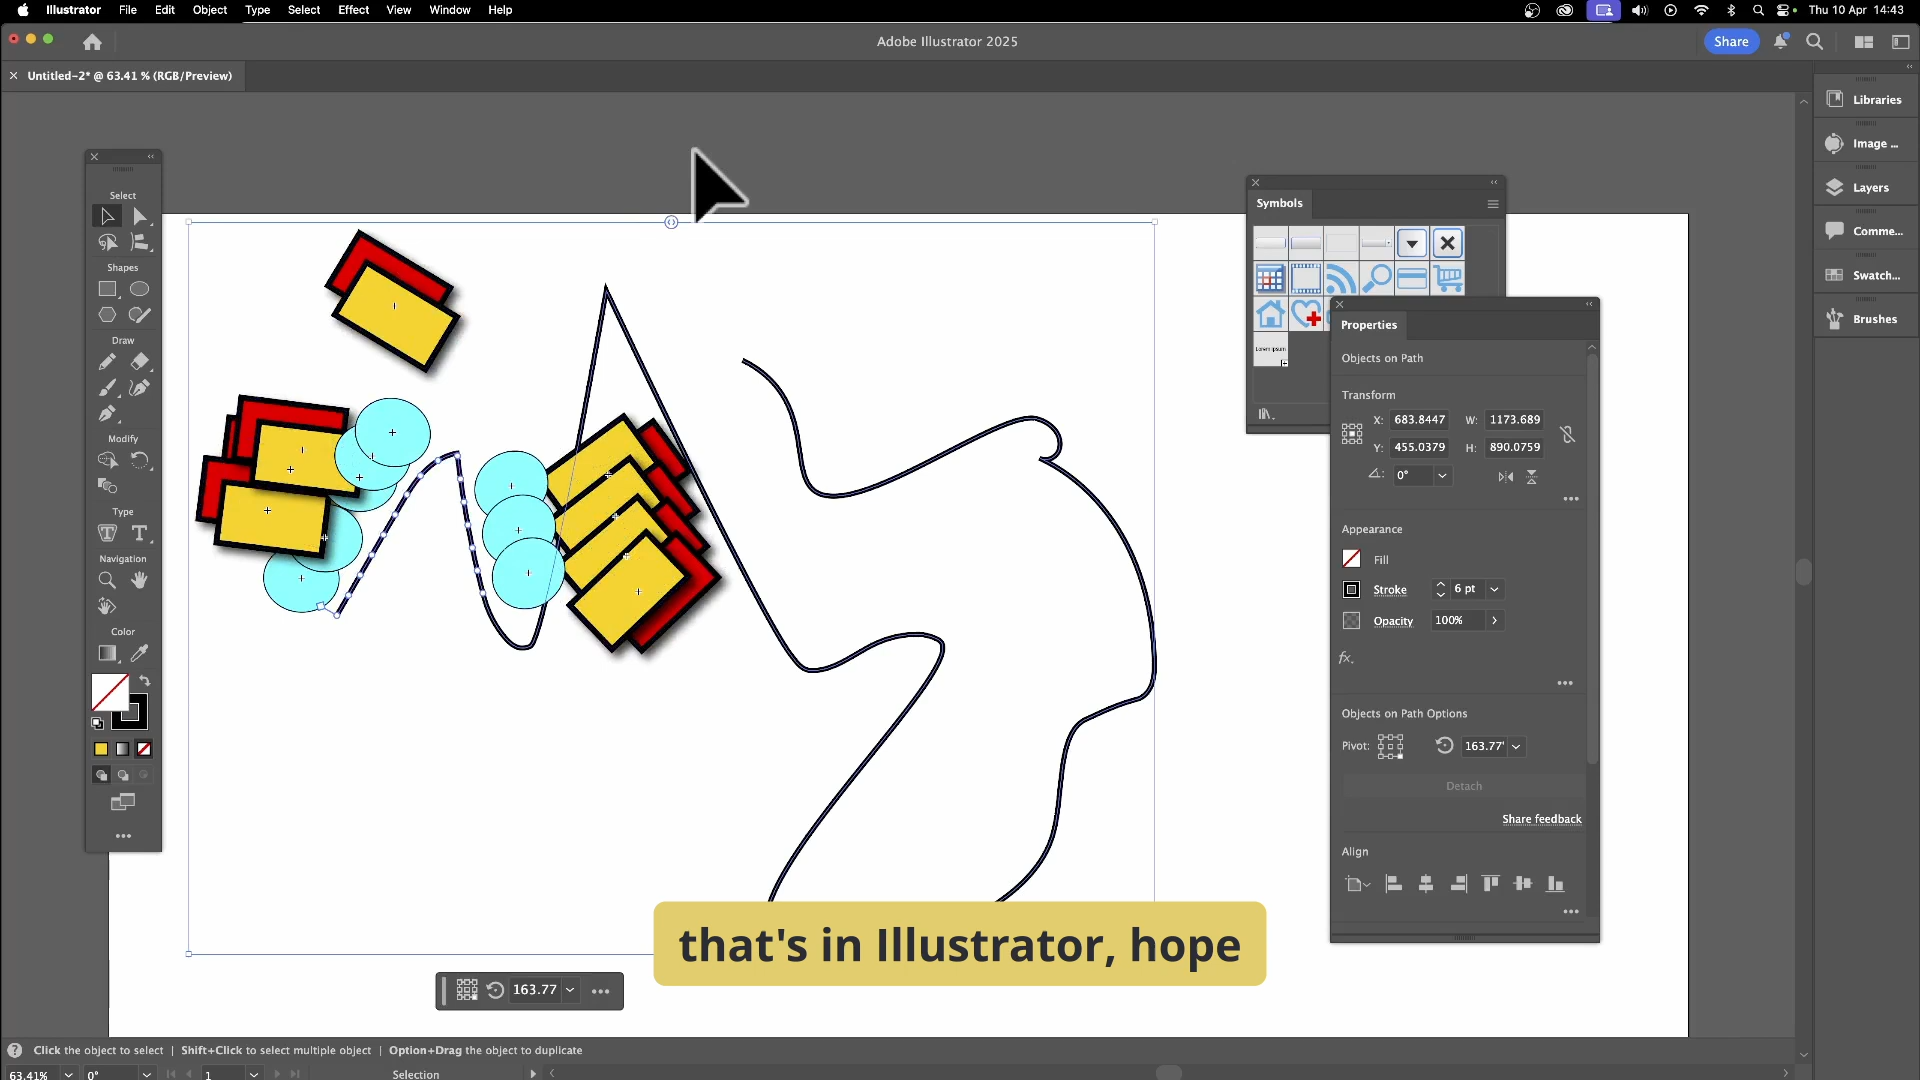 Illustrator File Edit Object Type Select Effect View Window Help
Thu 10 Apr 14:43
Adobe Illustrator 2025
Share
Untitled-2* @ 63.41 % (RGB/Preview)
Libraries
Image ...
Layers
Comme...
Swatch...
Brushes
Select
Shapes
Draw
Modify
Type
Navigation
Color
Symbols
Lorem Ipsum
Properties
Objects on Path
Transform
X: 683.8447 W: 1173.689
Y: 455.0379 H: 890.0759
0°
Appearance
Fill
Stroke 6 pt
Opacity 100%
fx.
Objects on Path Options
Pivot: 163.77°
Detach
Share feedback
Align
that's in Illustrator, hope
163.77
Click the object to select | Shift+Click to select multiple object | Option+Drag the object to duplicate
63.41% 0° 1 Selection